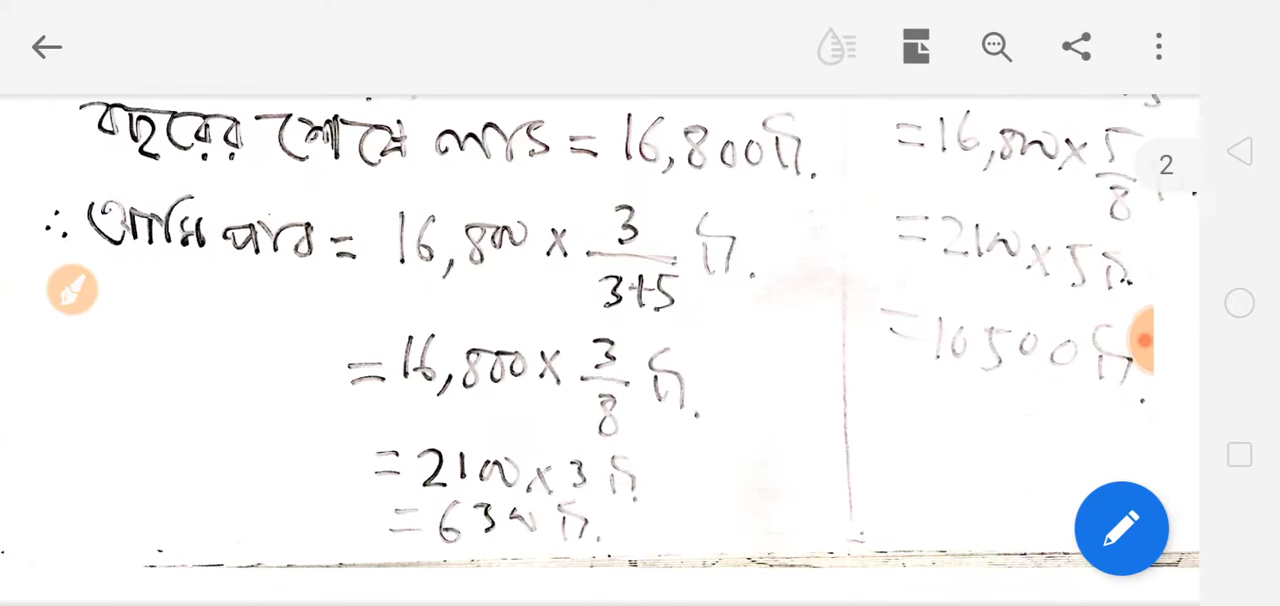 বছরের শেষে লাভ = 16,800 টা.
∴ আমি পাব = 16,800 × 3/(3+5) টা.
= 16,800 × 3/8 টা.
= 2100 × 3 টা.
= 6300 টা.
= 16,800 × 5/8
= 2100 × 5 টা.
= 10500 টা.
2